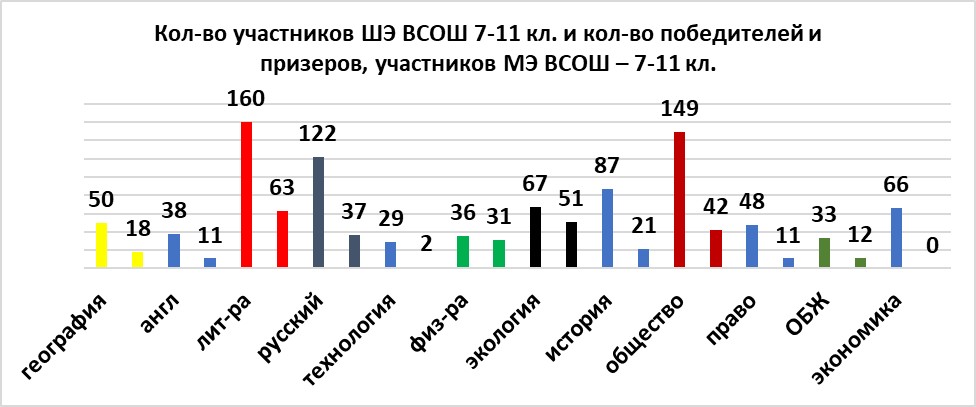 Кол-во участников ШЭ ВСОШ 7-11 кл. и кол-во победителей и
призеров, участников МЭ ВСОШ – 7-11 кл.
50
18
38
11
160
63
122
37
29
2
36
31
67
51
87
21
149
42
48
11
33
12
66
0
география
англ
лит-ра
русский
технология
физ-ра
экология
история
общество
право
ОБЖ
экономика